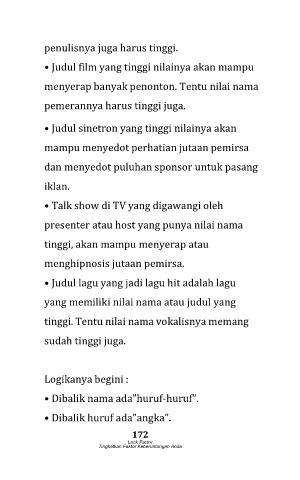 penulisnya juga harus tinggi.
• Judul film yang tinggi nilainya akan mampu
menyerap banyak penonton. Tentu nilai nama
pemerannya harus tinggi juga.
• Judul sinetron yang tinggi nilainya akan
mampu menyedot perhatian jutaan pemirsa
dan menyedot puluhan sponsor untuk pasang
iklan.
• Talk show di TV yang digawangi oleh
presenter atau host yang punya nilai nama
tinggi, akan mampu menyerap atau
menghipnosis jutaan pemirsa.
• Judul lagu yang jadi lagu hit adalah lagu
yang memiliki nilai nama atau judul yang
tinggi. Tentu nilai nama vokalisnya memang
sudah tinggi juga.
Logikanya begini :
• Dibalik nama ada”huruf-huruf”.
• Dibalik huruf ada”angka”.
172
Luck Factor
Tingkatkan Faktor Keberuntungan Anda